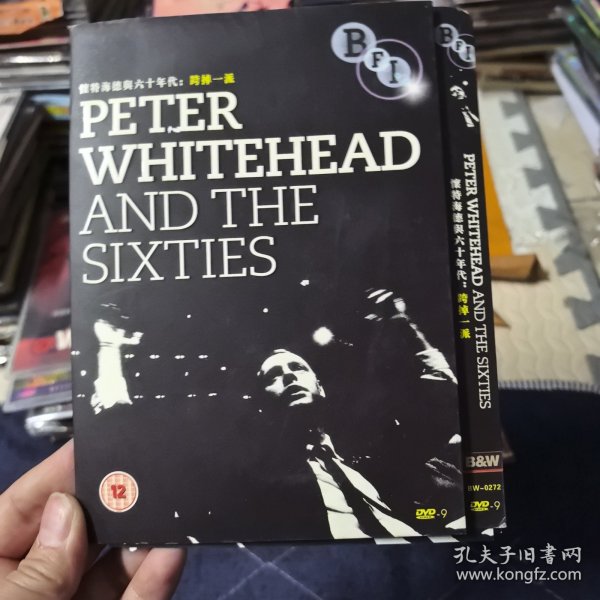 BFI
懷特海德與六十年代：跨掉一派
PETER
WHITEHEAD
AND THE
SIXTIES
12
DVD-9
BFI
PETER WHITEHEAD AND THE SIXTIES
懷特海德與六十年代：跨掉一派
B&W
BW-0272
DVD-9
孔夫子旧书网
www.kongfz.com